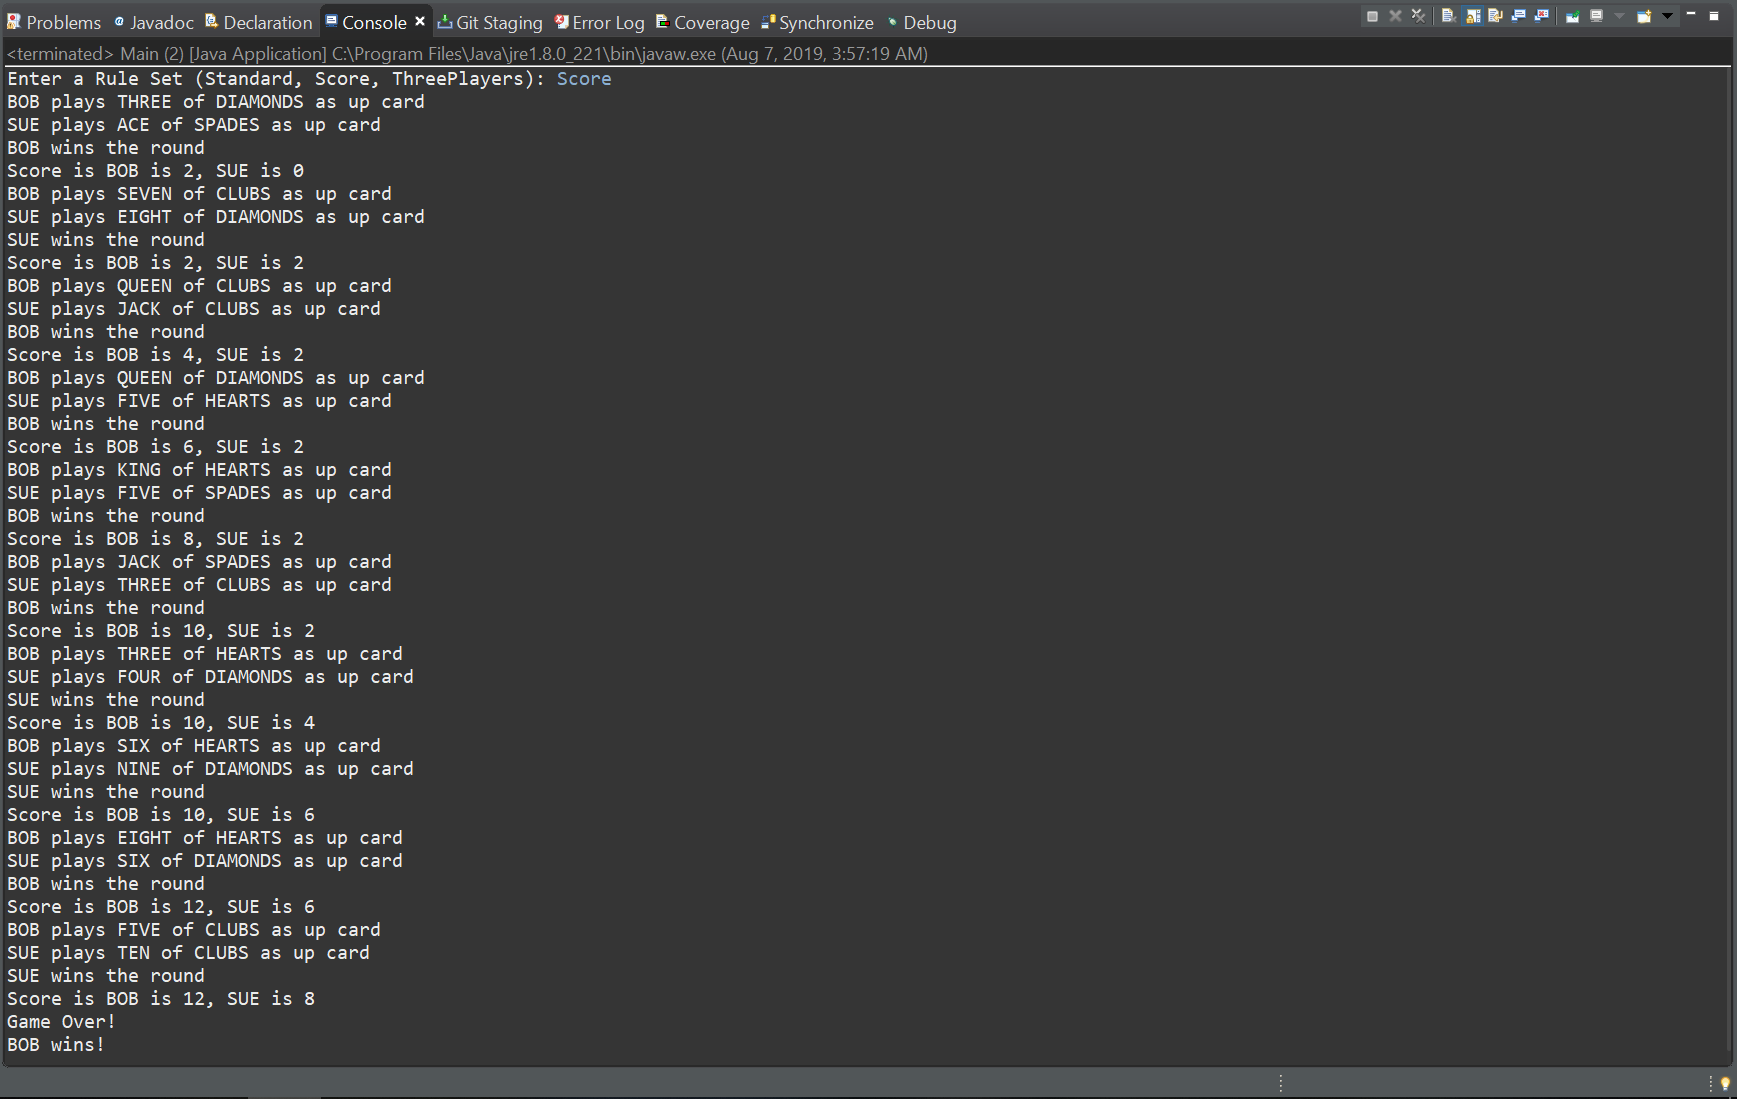 Problems @ Javadoc Declaration Console Git Staging Error Log Coverage Synchronize Debug
<terminated> Main (2) [Java Application] C:\Program Files\Java\jre1.8.0_221\bin\javaw.exe (Aug 7, 2019, 3:57:19 AM)
Enter a Rule Set (Standard, Score, ThreePlayers): Score
BOB plays THREE of DIAMONDS as up card
SUE plays ACE of SPADES as up card
BOB wins the round
Score is BOB is 2, SUE is 0
BOB plays SEVEN of CLUBS as up card
SUE plays EIGHT of DIAMONDS as up card
SUE wins the round
Score is BOB is 2, SUE is 2
BOB plays QUEEN of CLUBS as up card
SUE plays JACK of CLUBS as up card
BOB wins the round
Score is BOB is 4, SUE is 2
BOB plays QUEEN of DIAMONDS as up card
SUE plays FIVE of HEARTS as up card
BOB wins the round
Score is BOB is 6, SUE is 2
BOB plays KING of HEARTS as up card
SUE plays FIVE of SPADES as up card
BOB wins the round
Score is BOB is 8, SUE is 2
BOB plays JACK of SPADES as up card
SUE plays THREE of CLUBS as up card
BOB wins the round
Score is BOB is 10, SUE is 2
BOB plays THREE of HEARTS as up card
SUE plays FOUR of DIAMONDS as up card
SUE wins the round
Score is BOB is 10, SUE is 4
BOB plays SIX of HEARTS as up card
SUE plays NINE of DIAMONDS as up card
SUE wins the round
Score is BOB is 10, SUE is 6
BOB plays EIGHT of HEARTS as up card
SUE plays SIX of DIAMONDS as up card
BOB wins the round
Score is BOB is 12, SUE is 6
BOB plays FIVE of CLUBS as up card
SUE plays TEN of CLUBS as up card
SUE wins the round
Score is BOB is 12, SUE is 8
Game Over!
BOB wins!